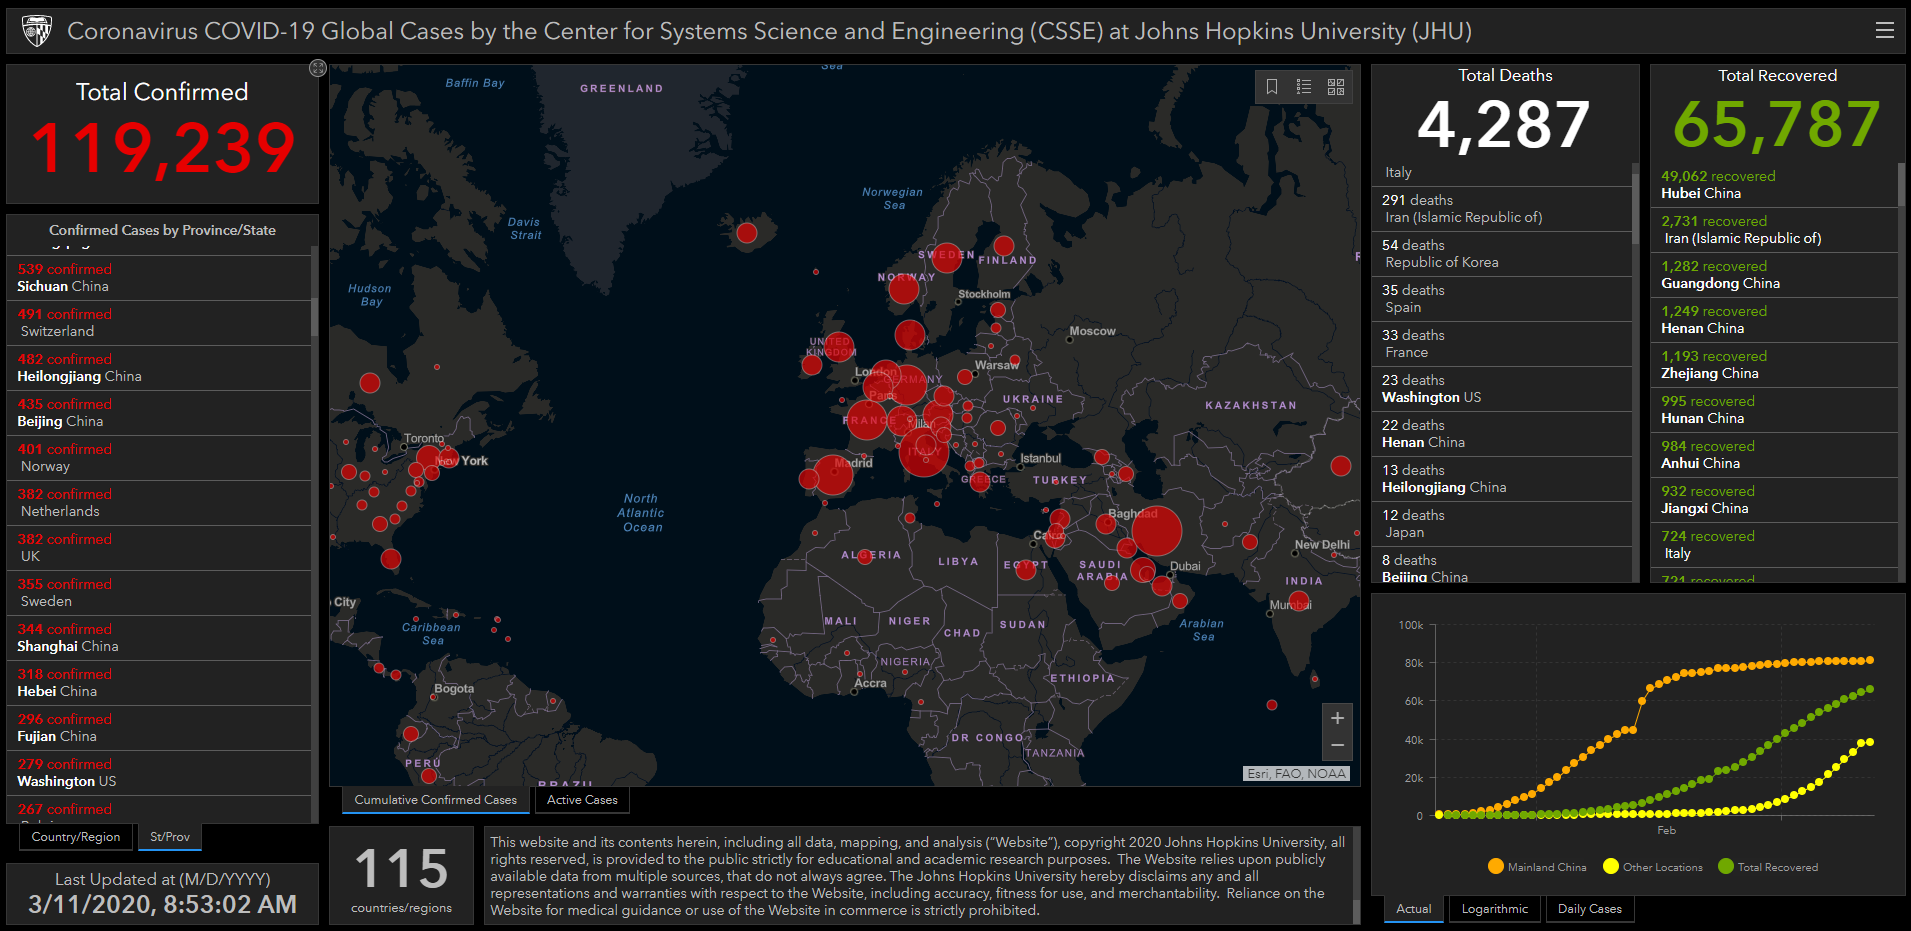 Coronavirus COVID-19 Global Cases by the Center for Systems Science and Engineering (CSSE) at Johns Hopkins University (JHU)
Total Confirmed
119,239
Confirmed Cases by Province/State
539 confirmed
Sichuan China
491 confirmed
Switzerland
482 confirmed
Heilongjiang China
435 confirmed
Beijing China
401 confirmed
Norway
382 confirmed
Netherlands
382 confirmed
UK
355 confirmed
Sweden
344 confirmed
Shanghai China
318 confirmed
Hebei China
296 confirmed
Fujian China
279 confirmed
Washington US
267 confirmed
Country/Region
St/Prov
Last Updated at (M/D/YYYY)
3/11/2020, 8:53:02 AM
Sea
Baffin Bay
GREENLAND
Norwegian
Sea
Davis
Strait
Hudson
Bay
SWEDEN
FINLAND
NORWAY
Stockholm
Moscow
UNITED
KINGDOM
London
GERMANY
Warsaw
Paris
UKRAINE
KAZAKHSTAN
FRANCE
Milan
ITALY
Toronto
New York
Madrid
Istanbul
GREECE
TURKEY
North
Atlantic
Ocean
Baghdad
Cairo
New Delhi
ALGERIA
LIBYA
EGYPT
SAUDI
ARABIA
Dubai
INDIA
Mumbai
City
Caribbean
Sea
MALI
NIGER
CHAD
SUDAN
Arabian
Sea
NIGERIA
ETHIOPIA
Accra
Bogota
DR CONGO
TANZANIA
PERU
BRAZIL
+
−
Esri, FAO, NOAA
Cumulative Confirmed Cases
Active Cases
115
countries/regions
This website and its contents herein, including all data, mapping, and analysis (“Website”), copyright 2020 Johns Hopkins University, all
rights reserved, is provided to the public strictly for educational and academic research purposes. The Website relies upon publicly
available data from multiple sources, that do not always agree. The Johns Hopkins University hereby disclaims any and all
representations and warranties with respect to the Website, including accuracy, fitness for use, and merchantability. Reliance on the
Website for medical guidance or use of the Website in commerce is strictly prohibited.
Total Deaths
4,287
Italy
291 deaths
Iran (Islamic Republic of)
54 deaths
Republic of Korea
35 deaths
Spain
33 deaths
France
23 deaths
Washington US
22 deaths
Henan China
13 deaths
Heilongjiang China
12 deaths
Japan
8 deaths
Beijing China
Total Recovered
65,787
49,062 recovered
Hubei China
2,731 recovered
Iran (Islamic Republic of)
1,282 recovered
Guangdong China
1,249 recovered
Henan China
1,193 recovered
Zhejiang China
995 recovered
Hunan China
984 recovered
Anhui China
932 recovered
Jiangxi China
724 recovered
Italy
721 recovered
100k
80k
60k
40k
20k
0
Feb
Mainland China
Other Locations
Total Recovered
Actual
Logarithmic
Daily Cases